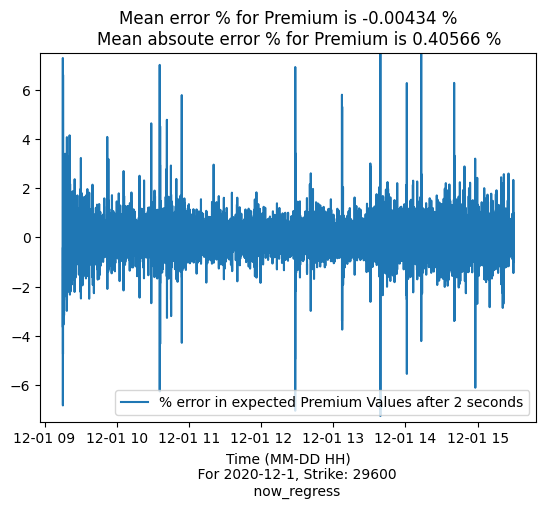 Mean error % for Premium is -0.00434 %
Mean absoute error % for Premium is 0.40566 %
6
4
2
0
−2
−4
−6
% error in expected Premium Values after 2 seconds
12-01 09 12-01 10 12-01 11 12-01 12 12-01 13 12-01 14 12-01 15
Time (MM-DD HH)
For 2020-12-1, Strike: 29600
now_regress